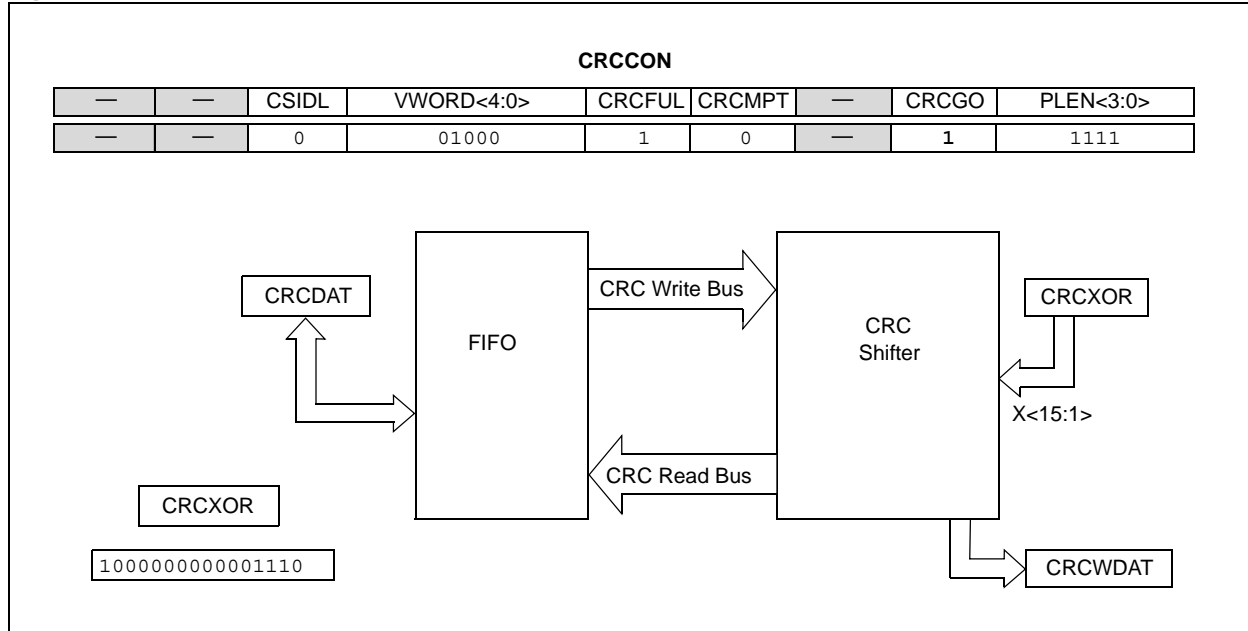 CRCCON
— — CSIDL VWORD<4:0> CRCFUL CRCMPT — CRCGO PLEN<3:0>
— — 0 01000 1 0 — 1 1111
CRCDAT
FIFO
CRC Write Bus
CRC
Shifter
CRCXOR
X<15:1>
CRC Read Bus
CRCXOR
1000000000001110
CRCWDAT